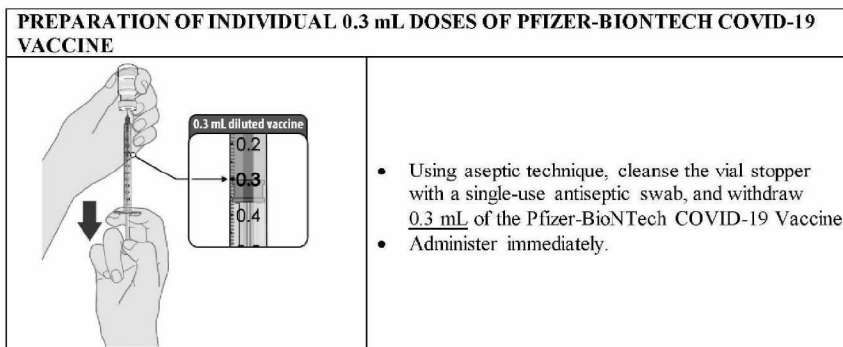 PREPARATION OF INDIVIDUAL 0.3 mL DOSES OF PFIZER-BIONTECH COVID-19
VACCINE
0.3 mL diluted vaccine
0.2
0.3
0.4
• Using aseptic technique, cleanse the vial stopper
with a single-use antiseptic swab, and withdraw
0.3 mL of the Pfizer-BioNTech COVID-19 Vaccine
• Administer immediately.